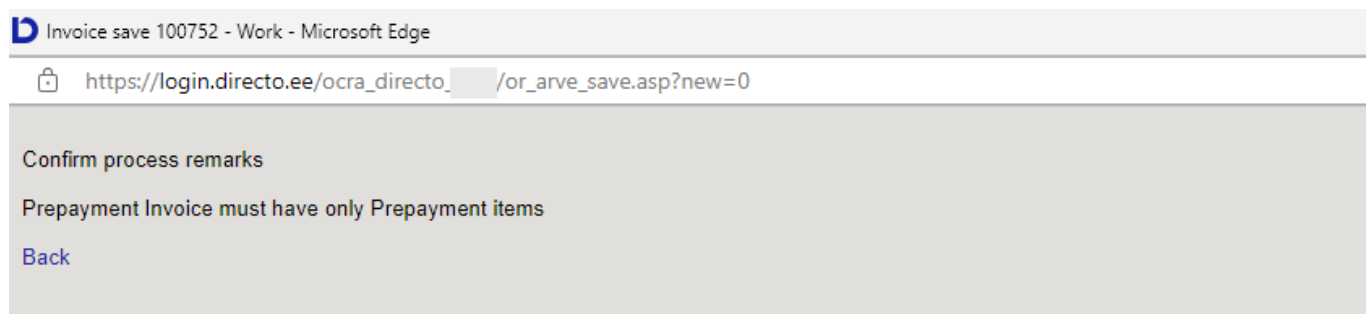 Invoice save 100752 - Work - Microsoft Edge
https://login.directo.ee/ocra_directo_ /or_arve_save.asp?new=0
Confirm process remarks
Prepayment Invoice must have only Prepayment items
Back